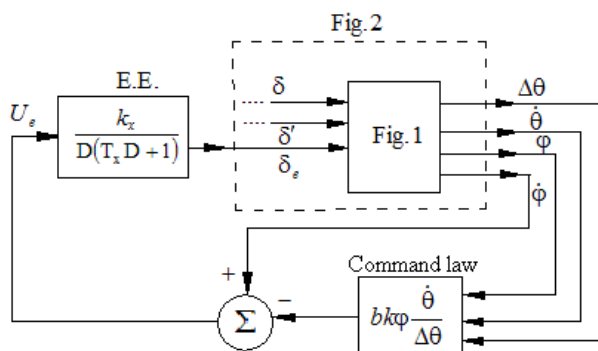 Fig. 2
E.E.
U_e
k_x
D(T_x D + 1)
δ
δ'
δ_e
Fig. 1
Δθ
θ̇
φ
φ̇
+
−
Σ
Command law
bkφ θ̇
Δθ